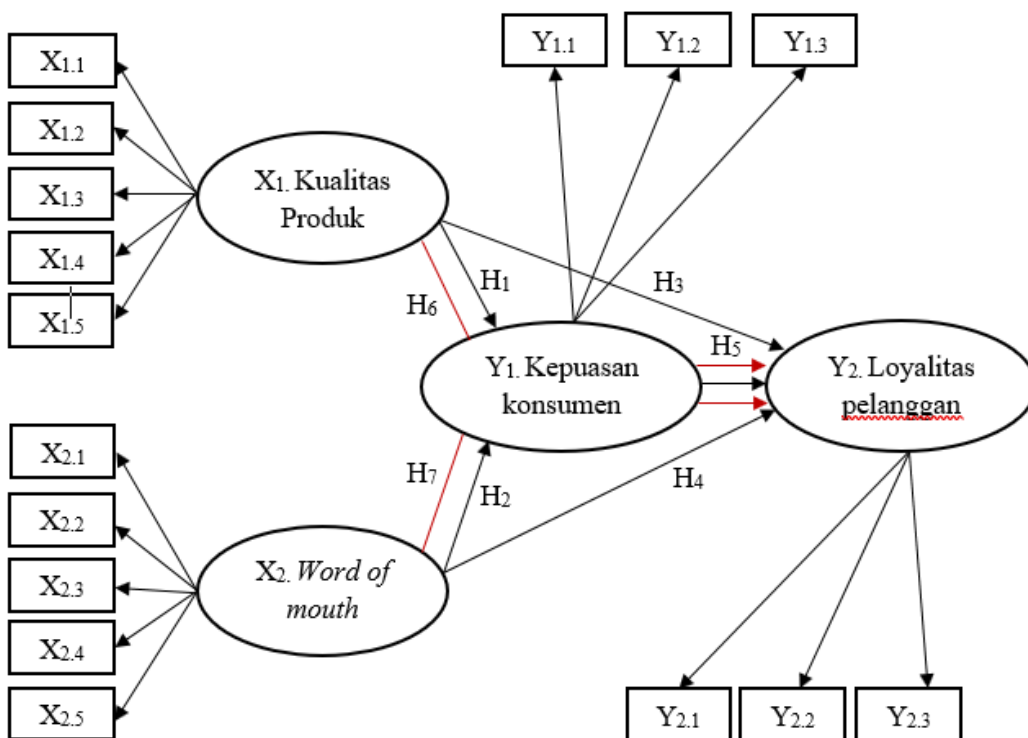 X1.1
X1.2
X1.3
X1.4
X1.5
Y1.1
Y1.2
Y1.3
X1. Kualitas
Produk
H1
H6
H3
Y1. Kepuasan
konsumen
H5
Y2. Loyalitas
pelanggan
H7
H2
H4
X2.1
X2.2
X2.3
X2.4
X2.5
X2. Word of
mouth
Y2.1
Y2.2
Y2.3